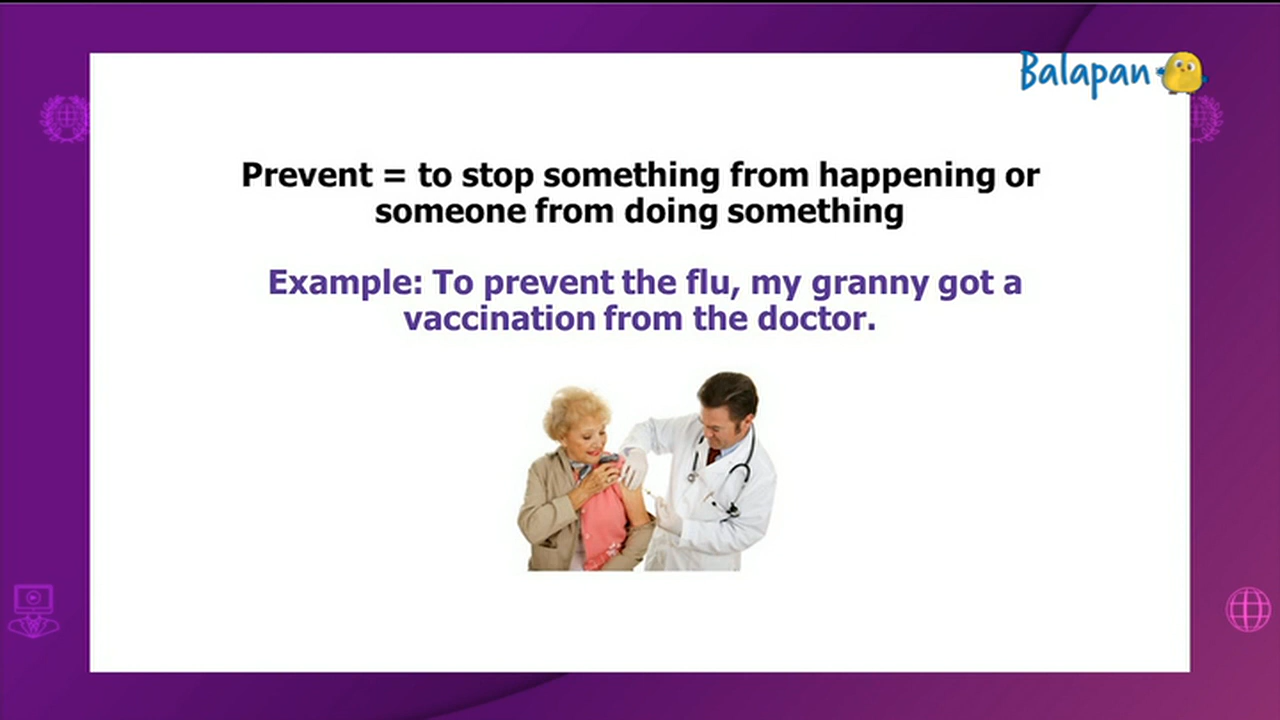 Balapan
Prevent = to stop something from happening or
someone from doing something
Example: To prevent the flu, my granny got a
vaccination from the doctor.